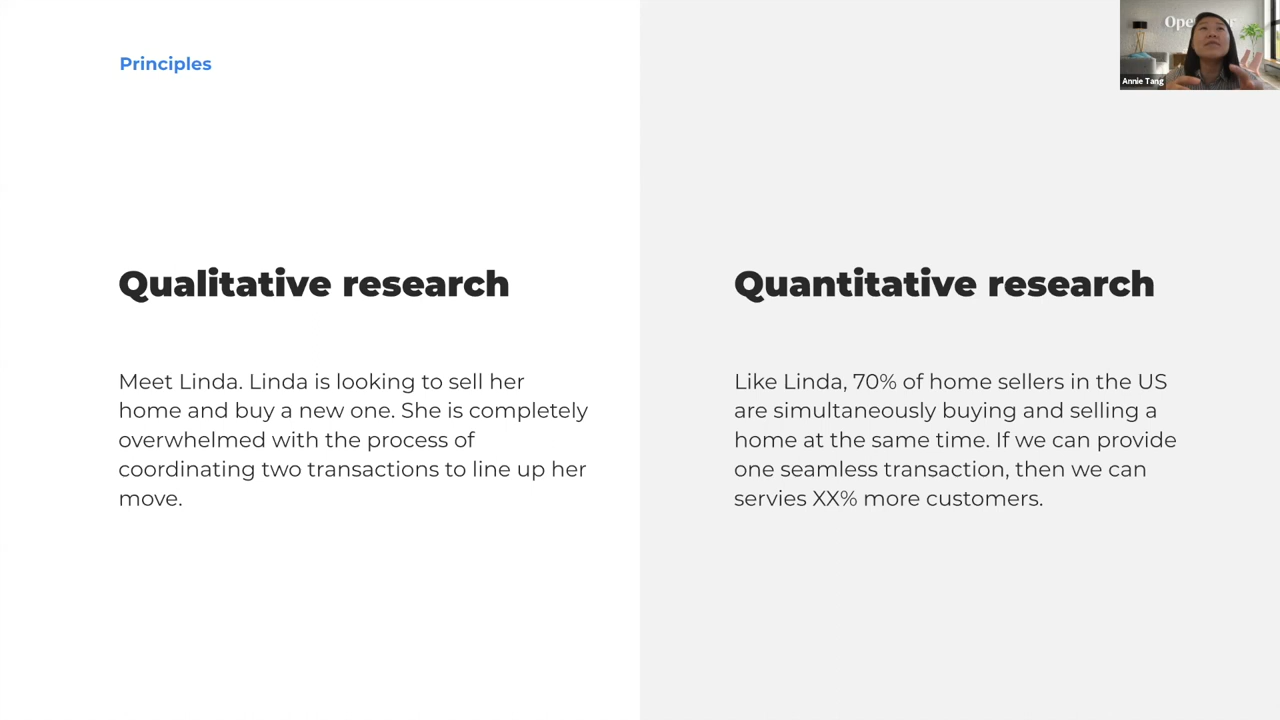 Principles
Qualitative research
Meet Linda. Linda is looking to sell her
home and buy a new one. She is completely
overwhelmed with the process of
coordinating two transactions to line up her
move.
Quantitative research
Like Linda, 70% of home sellers in the US
are simultaneously buying and selling a
home at the same time. If we can provide
one seamless transaction, then we can
servies XX% more customers.
Annie Tang